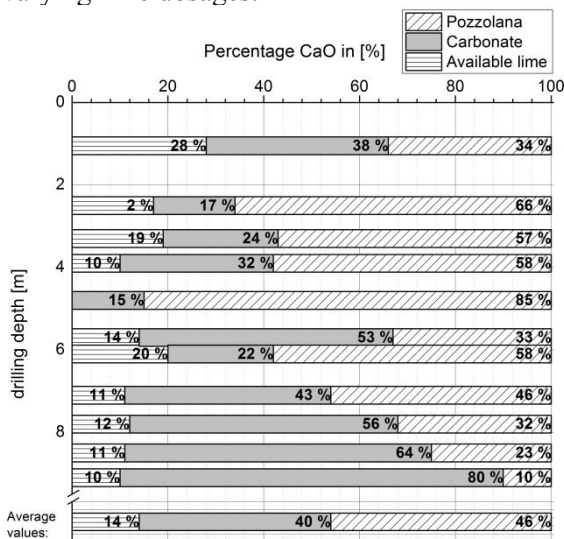 varying lime dosages.
Pozzolana
Carbonate
Available lime
Percentage CaO in [%]
0 20 40 60 80 100
0
28 % 38 % 34 %
2
2 % 17 % 66 %
19 % 24 % 57 %
4
10 % 32 % 58 %
15 % 85 %
14 % 53 % 33 %
6
20 % 22 % 58 %
11 % 43 % 46 %
12 % 56 % 32 %
8
11 % 64 % 23 %
10 % 80 % 10 %
drilling depth [m]
Average
values:
14 % 40 % 46 %